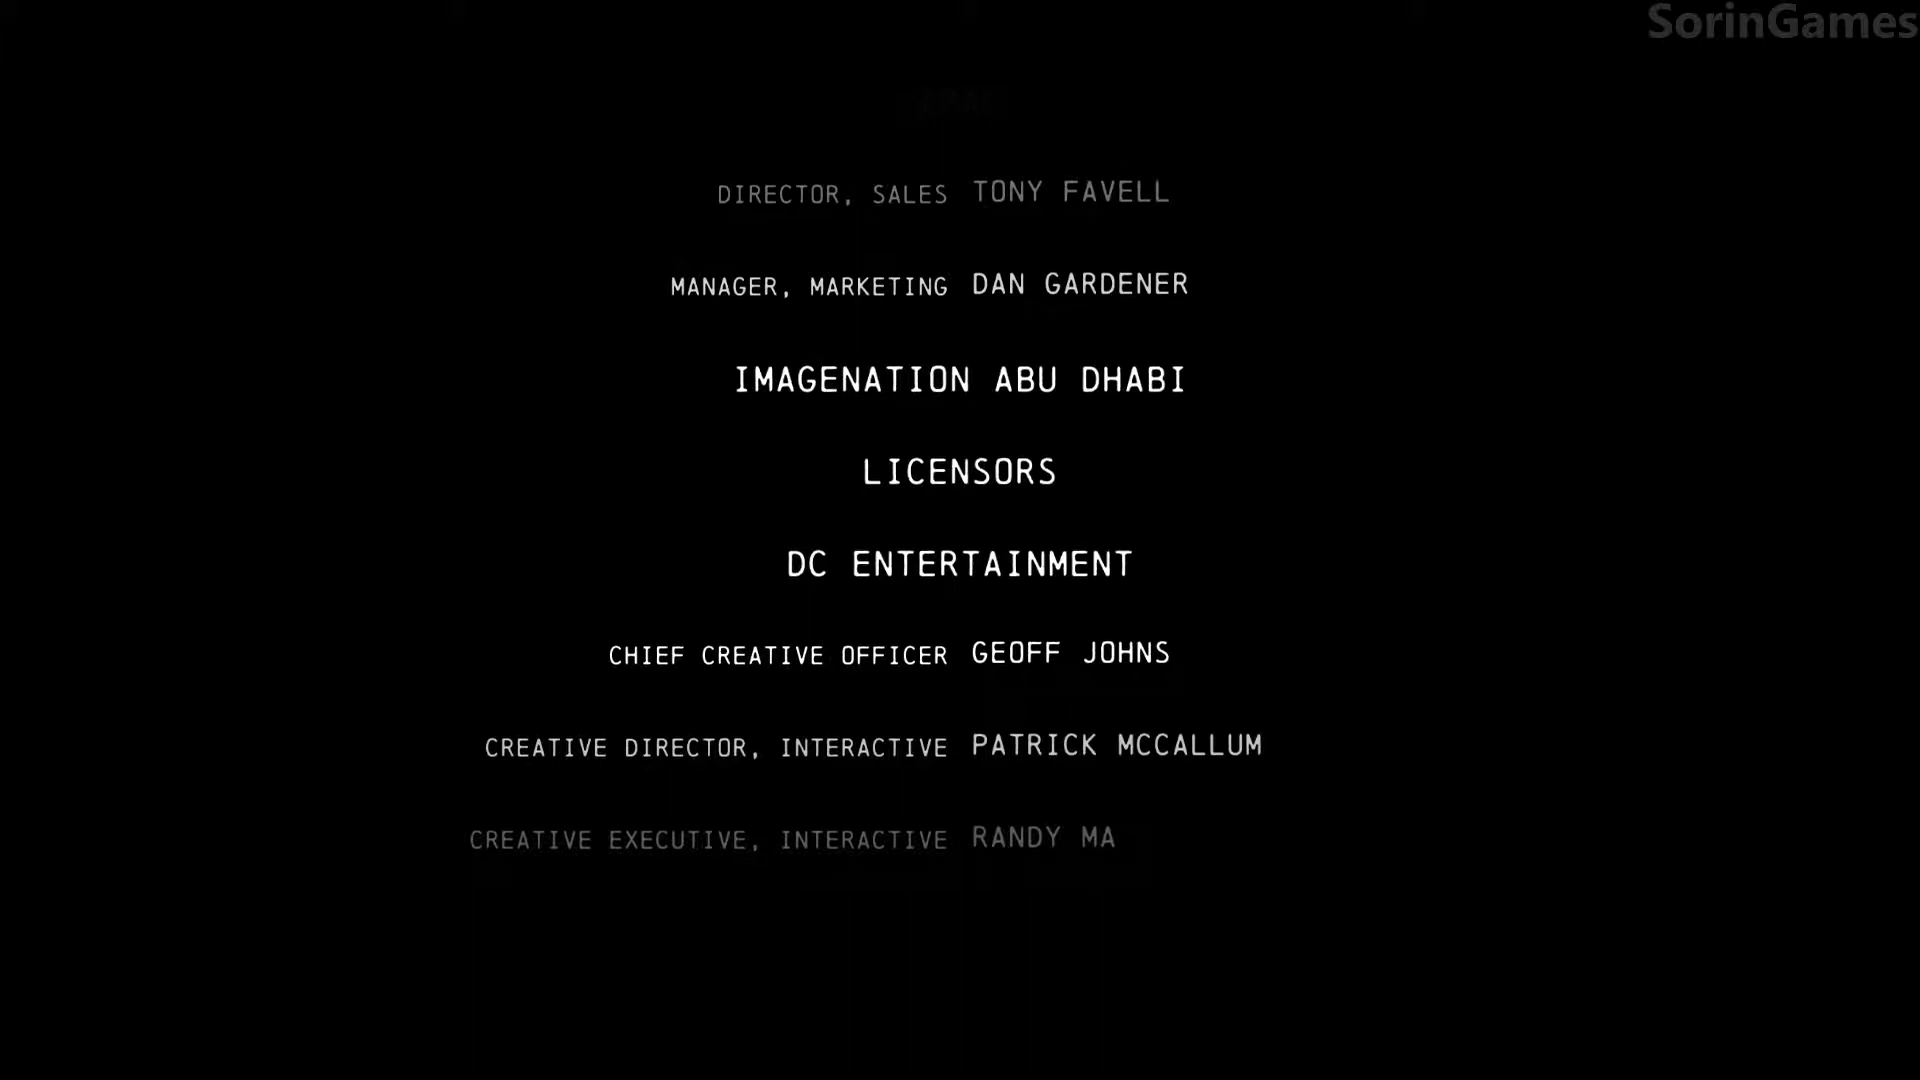 SorinGames
DIRECTOR, SALES TONY FAVELL
MANAGER, MARKETING DAN GARDENER
IMAGENATION ABU DHABI
LICENSORS
DC ENTERTAINMENT
CHIEF CREATIVE OFFICER GEOFF JOHNS
CREATIVE DIRECTOR, INTERACTIVE PATRICK MCCALLUM
CREATIVE EXECUTIVE, INTERACTIVE RANDY MA